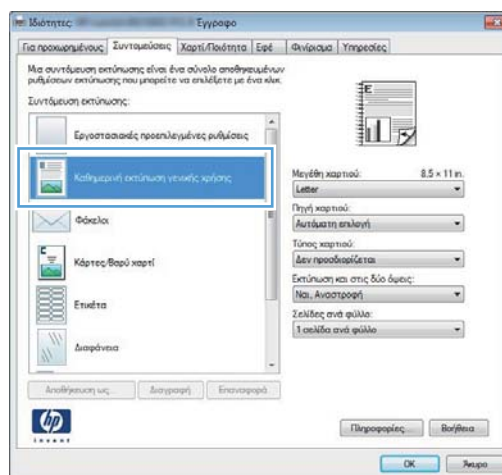 Ιδιότητες: Έγγραφο
Για προχωρημένους Συντομεύσεις Χαρτί/Ποιότητα Εφέ Φινίρισμα Υπηρεσίες
Μια συντόμευση εκτύπωσης είναι ένα σύνολο αποθηκευμένων
ρυθμίσεων εκτύπωσης που μπορείτε να επιλέξετε με ένα κλικ.
Συντόμευση εκτύπωσης:
Εργοστασιακές προεπιλεγμένες ρυθμίσεις
Καθημερινή εκτύπωση γενικής χρήσης
Φάκελοι
Κάρτες/Βαρύ χαρτί
Ετικέτα
Διαφάνεια
Αποθήκευση ως... Διαγραφή Επαναφορά
E
Μεγέθη χαρτιού: 8.5 × 11 in.
Letter
Πηγή χαρτιού:
Αυτόματη επιλογή
Τύπος χαρτιού:
Δεν προσδιορίζεται
Εκτύπωση και στις δύο όψεις:
Ναι, Αναστροφή
Σελίδες ανά φύλλο:
1 σελίδα ανά φύλλο
hp
invent
Πληροφορίες... Βοήθεια
OK Άκυρο